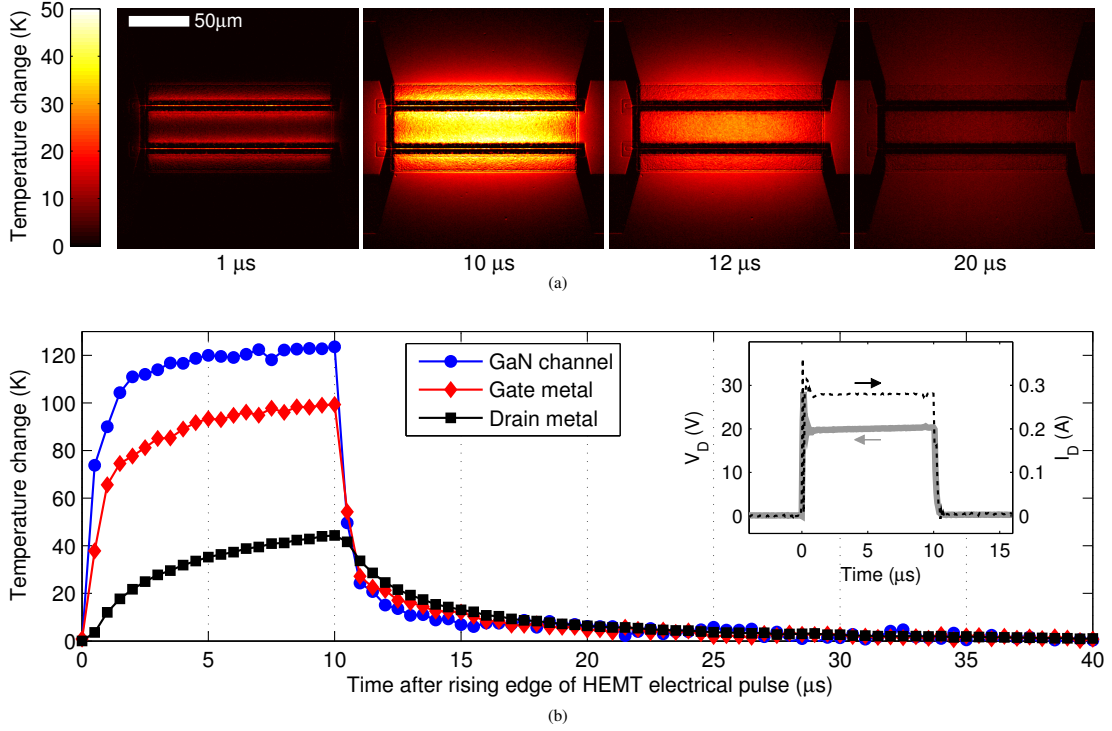 Temperature change (K)
50
40
30
20
10
0
50μm
1 μs
10 μs
12 μs
20 μs
(a)
Temperature change (K)
120
100
80
60
40
20
0
GaN channel
Gate metal
Drain metal
V_D (V)
30
20
10
0
0.3
0.2
0.1
0
I_D (A)
0
5
10
15
Time (μs)
0
5
10
15
20
25
30
35
40
Time after rising edge of HEMT electrical pulse (μs)
(b)